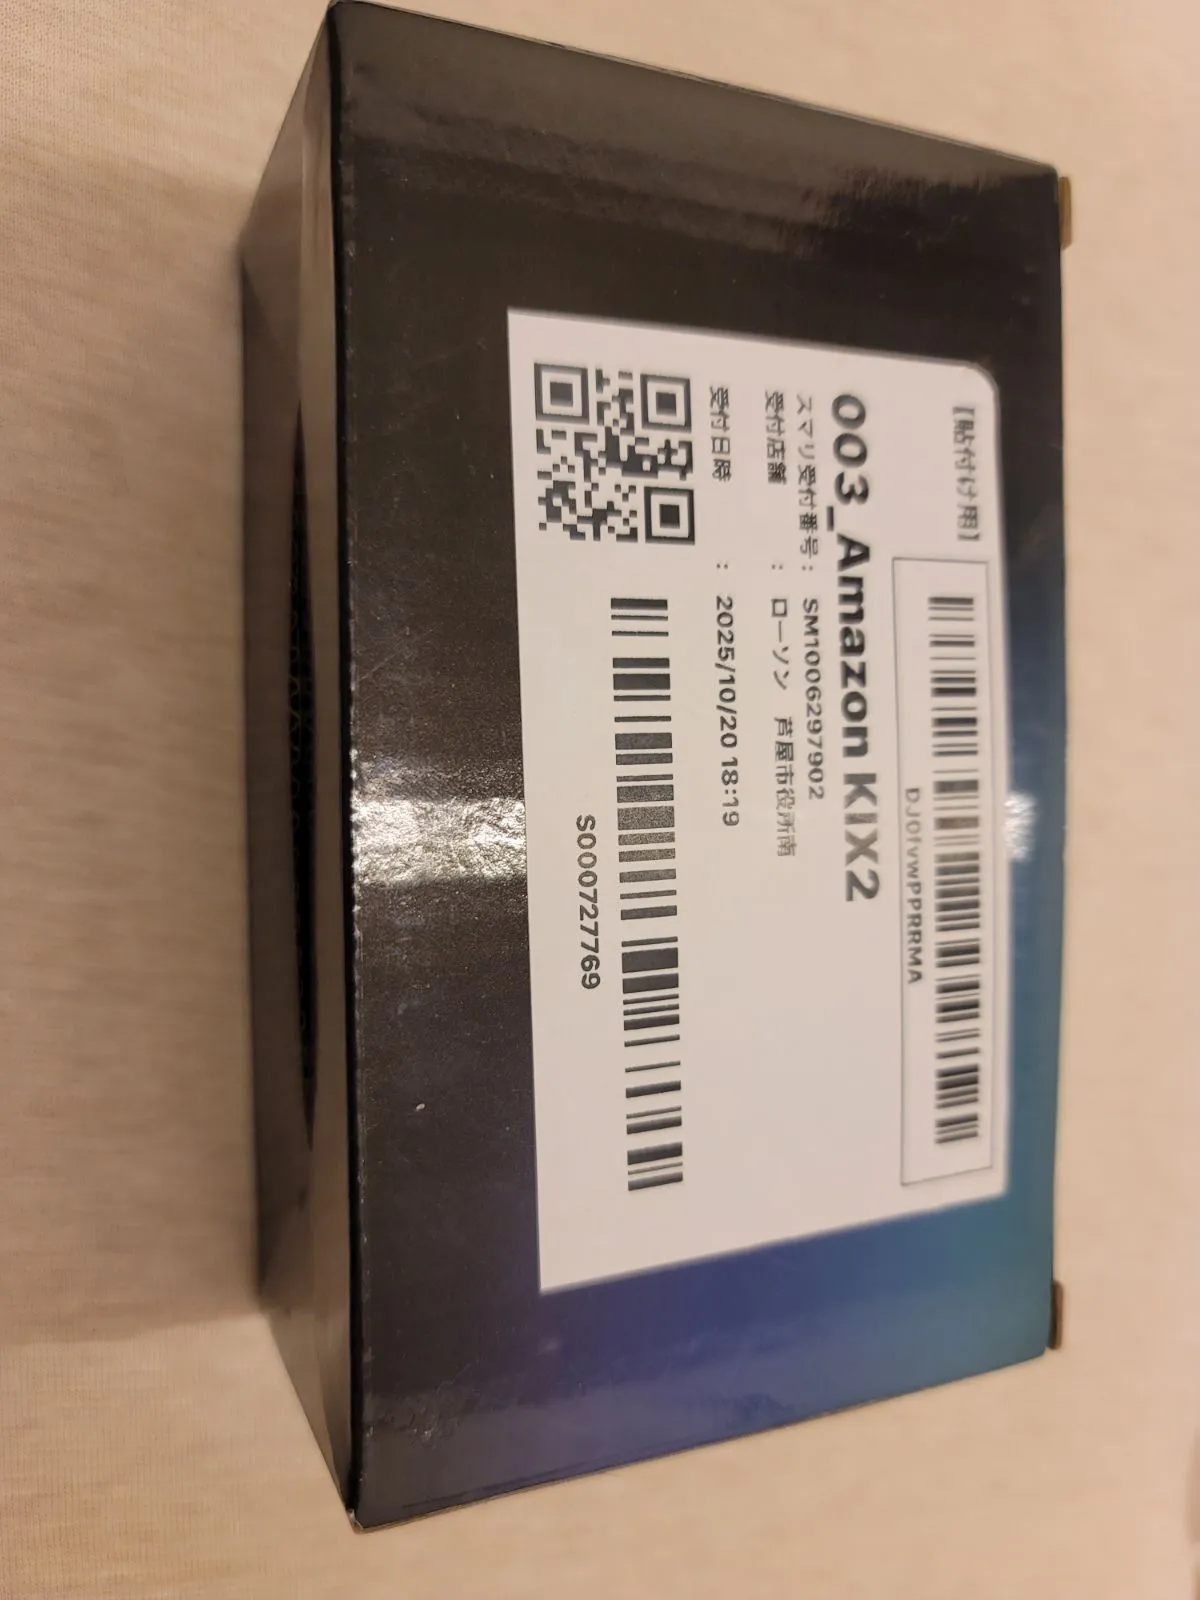 【貼付け用】
DJ0fvwPPRRMA
003_Amazon KIX2
スマリ受付番号： SM1006297902
受付店舗 ： ローソン 芦屋市役所南
受付日時 ： 2025/10/20 18:19
S000727769